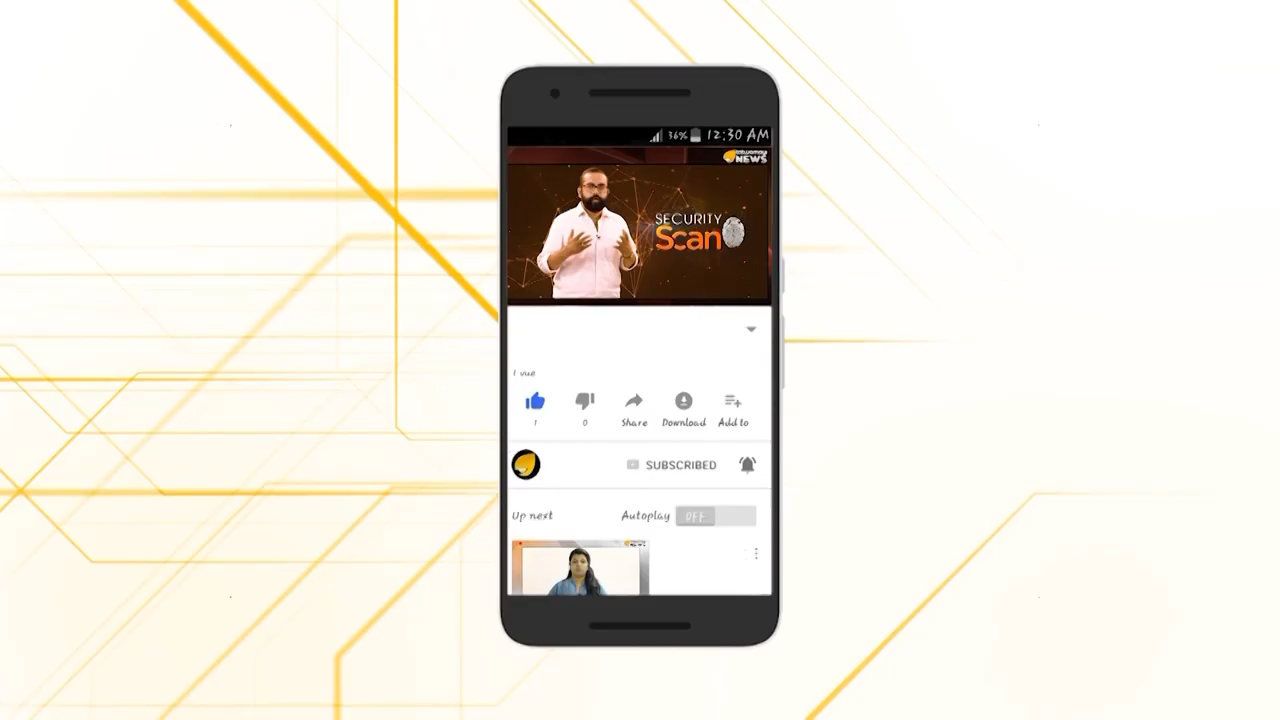 36% 12:30 AM
NEWS
SECURITY
Scan
1 vue
1 0 Share Download Add to
SUBSCRIBED
Up next Autoplay OFF